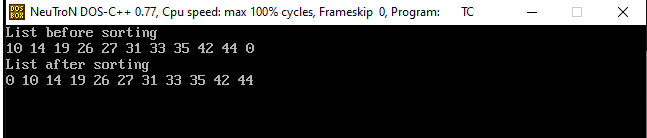 DOS BOX NeuTroN DOS-C++ 0.77, Cpu speed: max 100% cycles, Frameskip 0, Program: TC
List before sorting
10 14 19 26 27 31 33 35 42 44 0
List after sorting
0 10 14 19 26 27 31 33 35 42 44